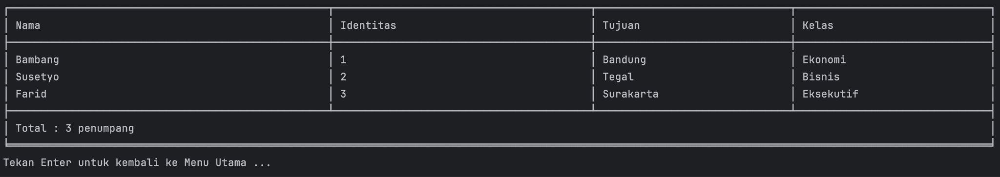 Nama Identitas Tujuan Kelas
Bambang 1 Bandung Ekonomi
Susetyo 2 Tegal Bisnis
Farid 3 Surakarta Eksekutif
Total : 3 penumpang
Tekan Enter untuk kembali ke Menu Utama ...